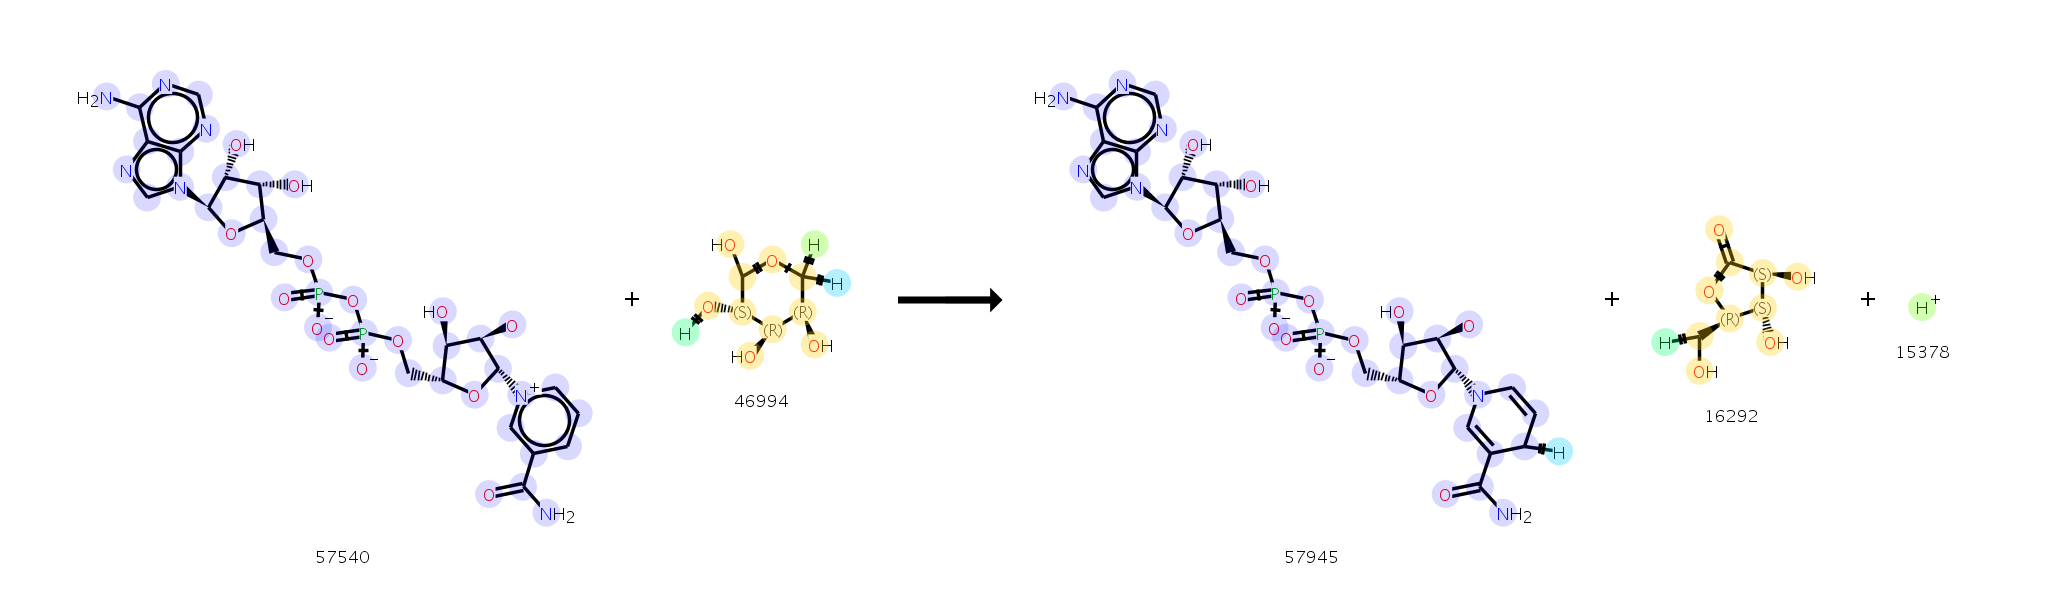 N
H2N
N
OH
N
N
OH
O
O
O
P
O
O−
HO
O
O
P
O
O−
O
N+
O
NH2
57540
+
HO
O
H
H
O
(S)
(R)
H
(R)
HO
OH
46994
N
H2N
N
OH
N
N
OH
O
O
O
P
O
O−
HO
O
O
P
O
O−
O
N
H
O
NH2
57945
+
O
(S)
OH
O
(S)
(R)
H
OH
OH
16292
+
H+
15378